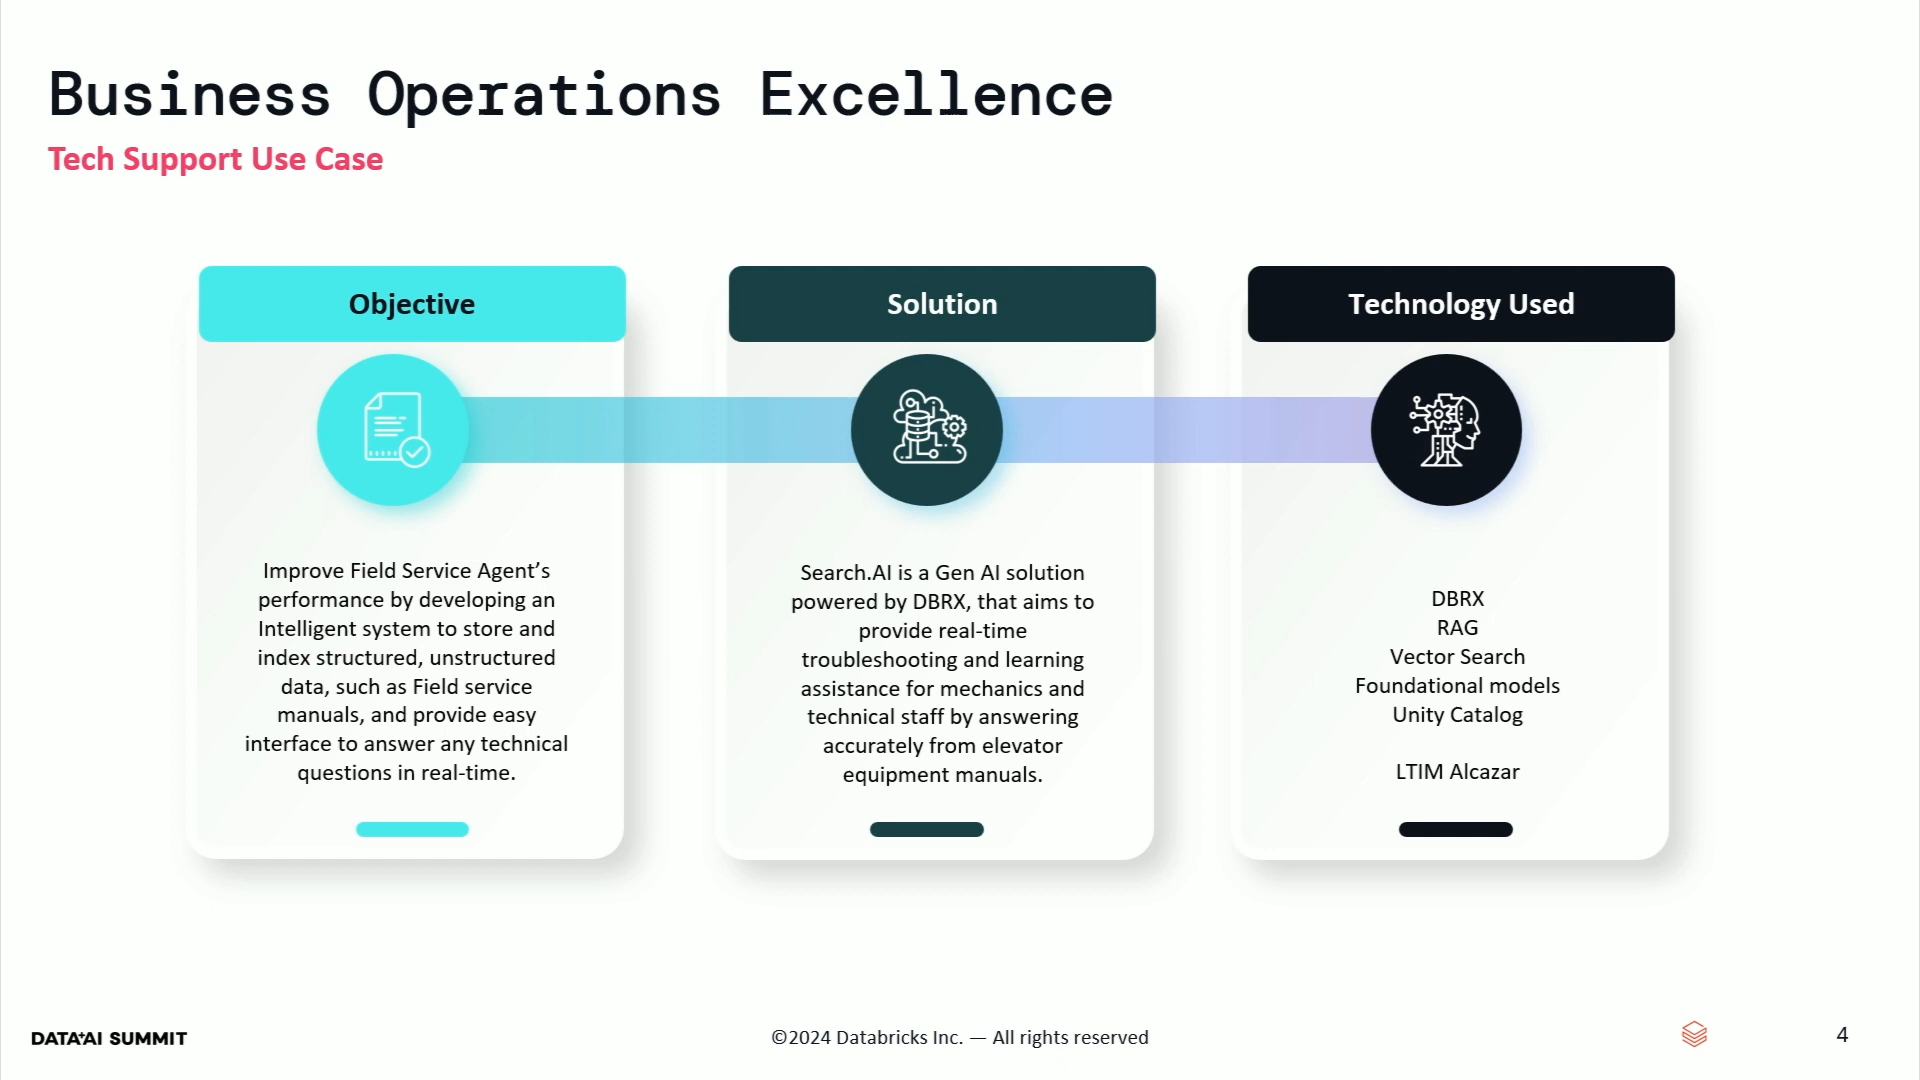 Business Operations Excellence
Tech Support Use Case
Objective
Improve Field Service Agent’s
performance by developing an
Intelligent system to store and
index structured, unstructured
data, such as Field service
manuals, and provide easy
interface to answer any technical
questions in real-time.
Solution
Search.AI is a Gen AI solution
powered by DBRX, that aims to
provide real-time
troubleshooting and learning
assistance for mechanics and
technical staff by answering
accurately from elevator
equipment manuals.
Technology Used
DBRX
RAG
Vector Search
Foundational models
Unity Catalog
LTIM Alcazar
DATA+AI SUMMIT
©2024 Databricks Inc. — All rights reserved
4